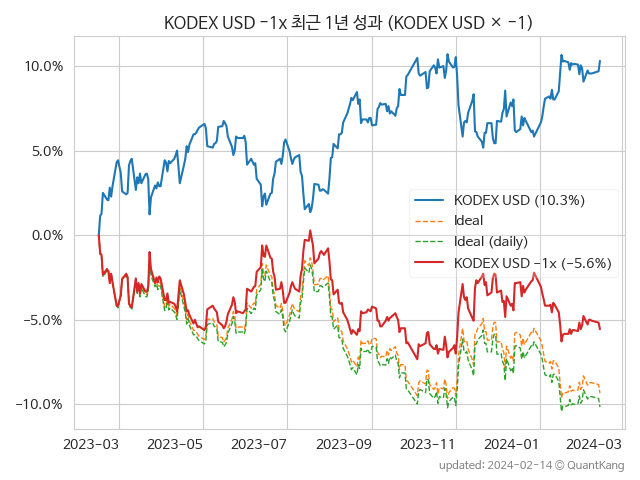 KODEX USD −1x 최근 1년 성과 (KODEX USD × −1)
10.0%
5.0%
0.0%
−5.0%
−10.0%
KODEX USD (10.3%)
Ideal
Ideal (daily)
KODEX USD −1x (−5.6%)
2023-03
2023-05
2023-07
2023-09
2023-11
2024-01
2024-03
updated: 2024-02-14 © QuantKang